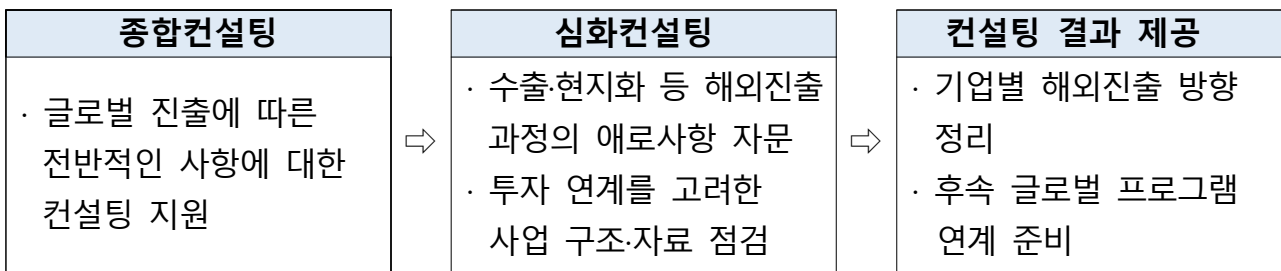 종합컨설팅
· 글로벌 진출에 따른
전반적인 사항에 대한
컨설팅 지원
⇨
심화컨설팅
· 수출·현지화 등 해외진출
과정의 애로사항 자문
· 투자 연계를 고려한
사업 구조·자료 점검
⇨
컨설팅 결과 제공
· 기업별 해외진출 방향
정리
· 후속 글로벌 프로그램
연계 준비